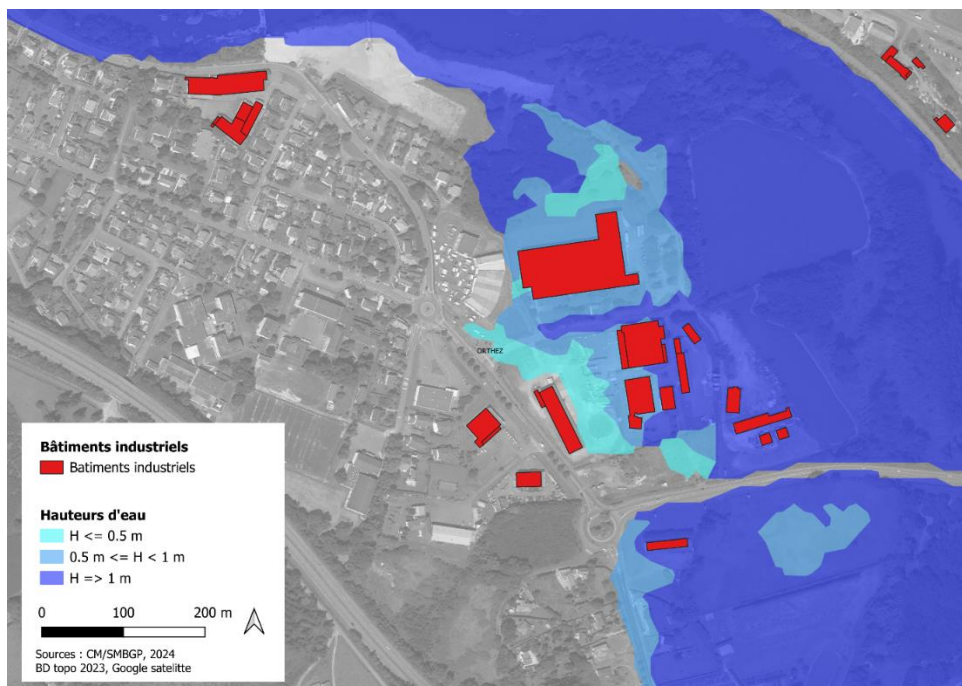 ORTHEZ
Bâtiments industriels
Batiments industriels
Hauteurs d'eau
H <= 0.5 m
0.5 m <= H < 1 m
H => 1 m
0 100 200 m
Sources : CM/SMBGP, 2024
BD topo 2023, Google satelitte